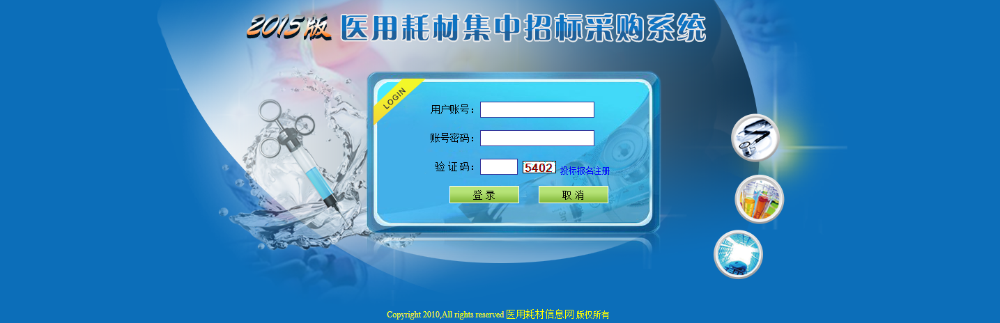 2015版 医用耗材集中招标采购系统
LOGIN
用户账号：
账号密码：
验 证 码： 5402 投标报名注册
登 录 取 消
Copyright 2010,All rights reserved 医用耗材信息网 版权所有